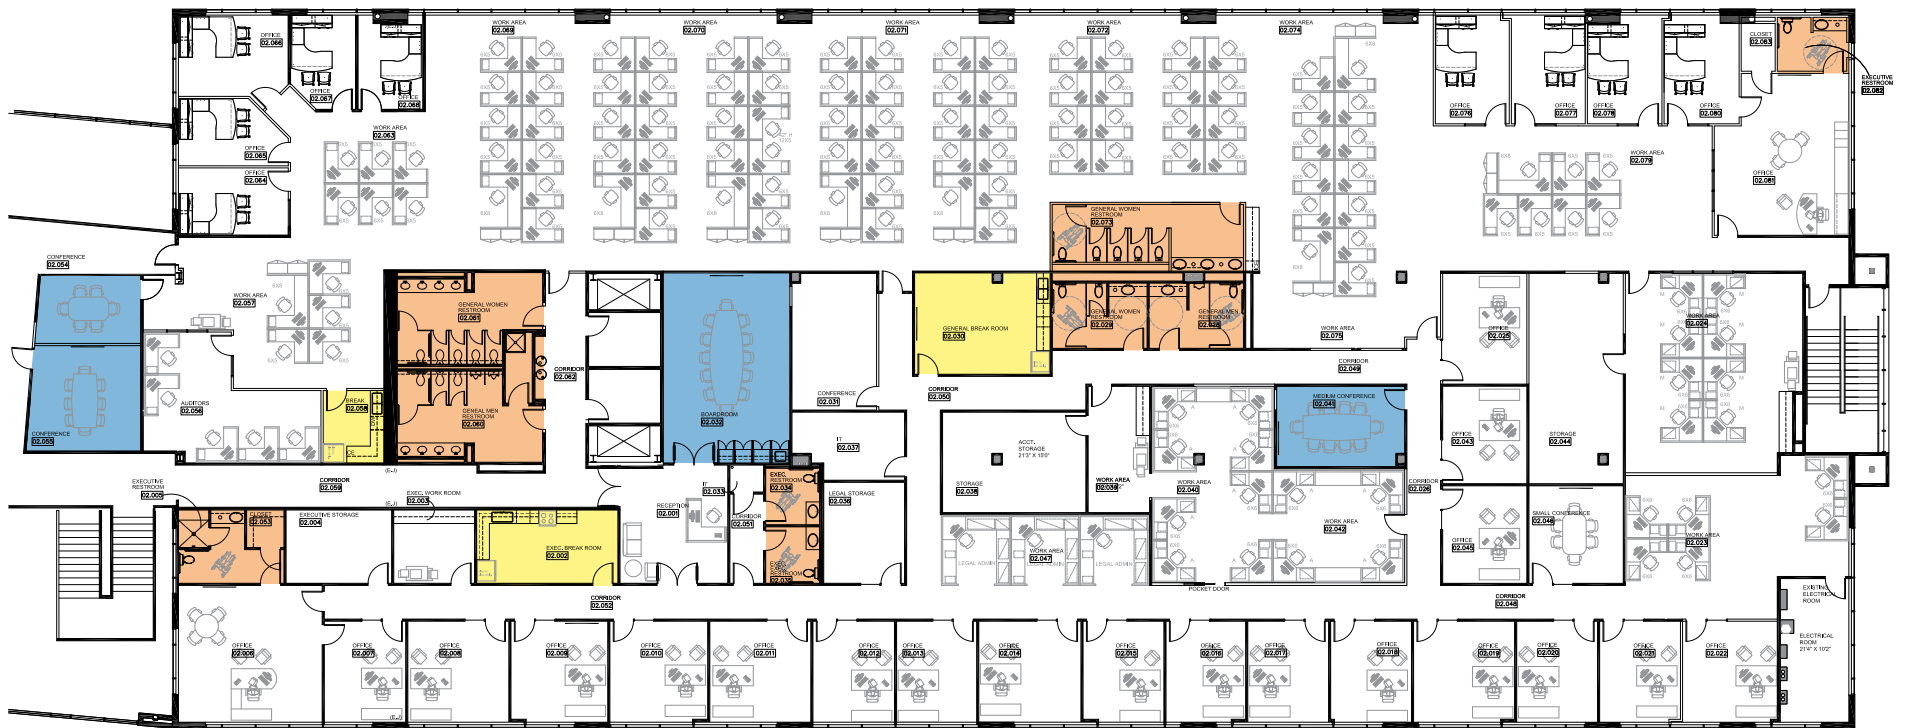 WORK AREA
02.069
WORK AREA
02.070
WORK AREA
02.071
WORK AREA
02.072
WORK AREA
02.074
OFFICE
02.066
OFFICE
02.067
OFFICE
02.068
CLOSET
02.083
EXECUTIVE
RESTROOM
02.082
OFFICE
02.076
OFFICE
02.077
OFFICE
02.078
OFFICE
02.080
WORK AREA
02.063
OFFICE
02.065
OFFICE
02.064
WORK AREA
02.079
OFFICE
02.081
GENERAL WOMEN
RESTROOM
02.073
CONFERENCE
02.054
WORK AREA
02.057
GENERAL WOMEN
RESTROOM
02.061
GENERAL BREAK ROOM
02.030
GENERAL WOMEN
RESTROOM
02.029
GENERAL MEN
RESTROOM
02.028
WORK AREA
02.075
OFFICE
02.025
WORK AREA
02.024
CORRIDOR
02.062
CORRIDOR
02.049
CORRIDOR
02.050
AUDITORS
02.056
BREAK
02.058
GENEAL MEN
RESTROOM
02.060
BOARDROOM
02.032
CONFERENCE
02.031
MEDIUM CONFERENCE
02.041
CONFERENCE
02.055
IT
02.037
ACCT.
STORAGE
21'3" X 15'0"
OFFICE
02.043
STORAGE
02.044
(E.J)
CORRIDOR
02.059
EXECUTIVE
RESTROOM
02.005
EXEC. WORK ROOM
02.003
(E.J)
IT
02.033
EXEC.
RESTROOM
02.034
LEGAL STORAGE
02.036
STORAGE
02.038
WORK AREA
02.039
WORK AREA
02.040
CORRIDOR
02.026
CLOSET
02.053
EXECUTIVE STORAGE
02.004
RECEPTION
02.001
CORRIDOR
02.051
WORK AREA
02.042
SMALL CONFERENCE
02.046
OFFICE
02.045
WORK AREA
02.023
EXEC. BREAK ROOM
02.002
RESTROOM
02.035
WORK AREA
02.047
LEGAL ADMIN
LEGAL ADMIN
LEGAL ADMIN
POCKET DOOR
CORRIDOR
02.052
CORRIDOR
02.048
EXISTING
ELECTRICAL
ROOM
ELECTRICAL
ROOM
21'4" X 10'2"
OFFICE
02.006
OFFICE
02.007
OFFICE
02.008
OFFICE
02.009
OFFICE
02.010
OFFICE
02.011
OFFICE
02.012
OFFICE
02.013
OFFICE
02.014
OFFICE
02.015
OFFICE
02.016
OFFICE
02.017
OFFICE
02.018
OFFICE
02.019
OFFICE
02.020
OFFICE
02.021
OFFICE
02.022
(E.J)